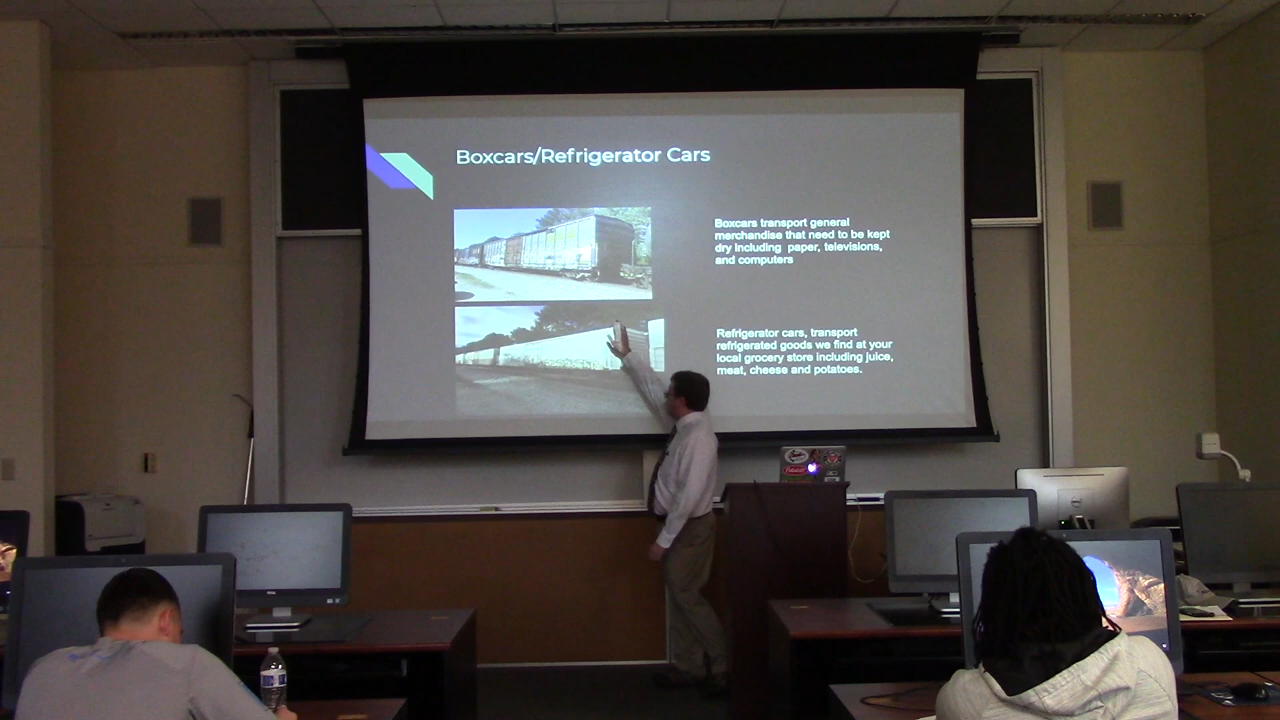 Boxcars/Refrigerator Cars
Boxcars transport general
merchandise that need to be kept
dry including paper, televisions,
and computers
Refrigerator cars, transport
refrigerated goods we find at your
local grocery store including juice,
meat, cheese and potatoes.